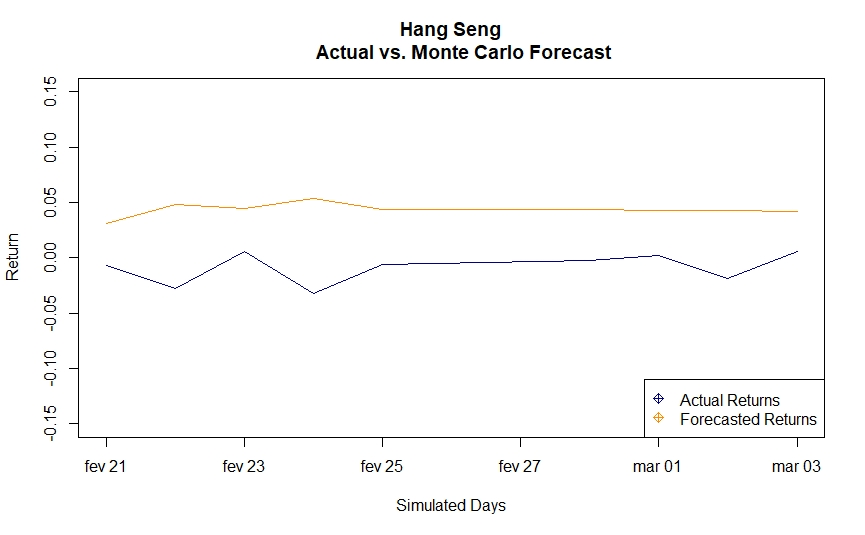 Hang Seng
Actual vs. Monte Carlo Forecast
Return
0.15
0.10
0.05
0.00
-0.05
-0.10
-0.15
Actual Returns
Forecasted Returns
fev 21
fev 23
fev 25
fev 27
mar 01
mar 03
Simulated Days